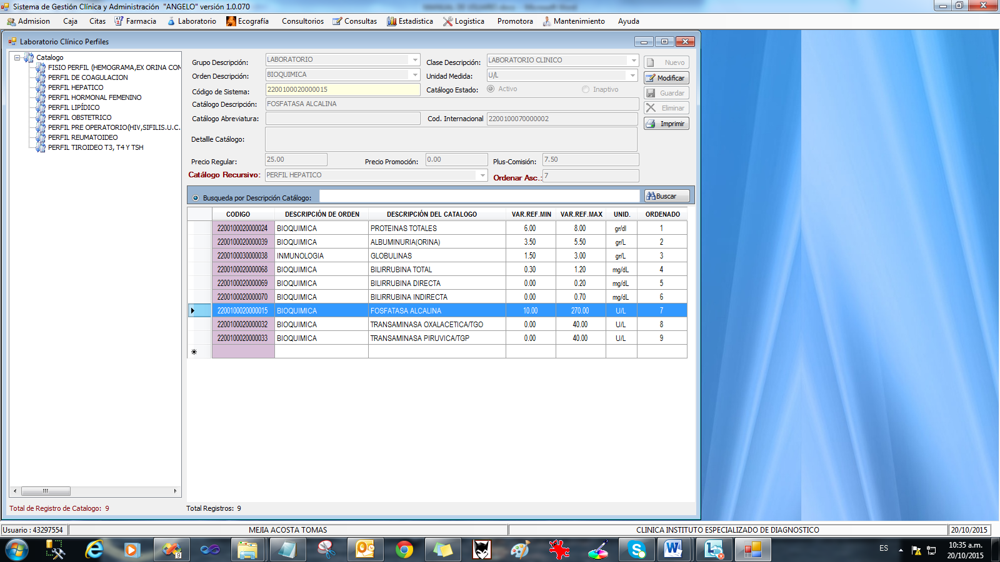 Sistema de Gestión Clínica y Administración "ANGELO" versión 1.0.070
Admision Caja Citas Farmacia Laboratorio Ecografía Consultorios Consultas Estadistica Logistica Promotora Mantenimiento Ayuda
Laboratorio Clínico Perfiles
Catalogo
FISIO PERFIL (HEMOGRAMA,EX ORINA COM
PERFIL DE COAGULACION
PERFIL HEPATICO
PERFIL HORMONAL FEMENINO
PERFIL LIPÍDICO
PERFIL OBSTETRICO
PERFIL PRE OPERATORIO(HIV,SIFILIS.U.C.
PERFIL REUMATOIDEO
PERFIL TIROIDEO T3, T4 Y TSH
Total de Registro de Catalogo: 9
Grupo Descripción: LABORATORIO Clase Descripción: LABORATORIO CLINICO Nuevo
Orden Descripción: BIOQUIMICA Unidad Medida: U/L Modificar
Código de Sistema: 2200100020000015 Catálogo Estado: Activo Inaptivo Guardar
Catálogo Descripción: FOSFATASA ALCALINA Eliminar
Catálogo Abreviatura: Cod. Internacional 2200100070000002 Imprimir
Detallle Catálogo:
Precio Regular: 25.00 Precio Promoción: 0.00 Plus-Comisión: 7.50
Catálogo Recursivo: PERFIL HEPATICO Ordenar Asc.: 7
Busqueda por Descripción Catálogo: Buscar
CODIGO DESCRIPCIÓN DE ORDEN DESCRIPCIÓN DEL CATALOGO VAR.REF.MIN VAR.REF.MAX UNID. ORDENADO
2200100020000024 BIOQUIMICA PROTEINAS TOTALES 6.00 8.00 gr/dl 1
2200100020000039 BIOQUIMICA ALBUMINURIA(ORINA) 3.50 5.50 gr/L 2
2200100030000038 INMUNOLOGIA GLOBULINAS 1.50 3.00 gr/L 3
2200100020000068 BIOQUIMICA BILIRRUBINA TOTAL 0.30 1.20 mg/dL 4
2200100020000069 BIOQUIMICA BILIRRUBINA DIRECTA 0.00 0.20 mg/dL 5
2200100020000070 BIOQUIMICA BILIRRUBINA INDIRECTA 0.00 0.70 mg/dL 6
2200100020000015 BIOQUIMICA FOSFATASA ALCALINA 10.00 270.00 U/L 7
2200100020000032 BIOQUIMICA TRANSAMINASA OXALACETICA/TGO 0.00 40.00 U/L 8
2200100020000033 BIOQUIMICA TRANSAMINASA PIRUVICA/TGP 0.00 40.00 U/L 9
Total Registros: 9
Usuario : 43297554 MEJIA ACOSTA TOMAS CLINICA INSTITUTO ESPECIALIZADO DE DIAGNOSTICO 20/10/2015
9
ES 10:35 a.m.
20/10/2015